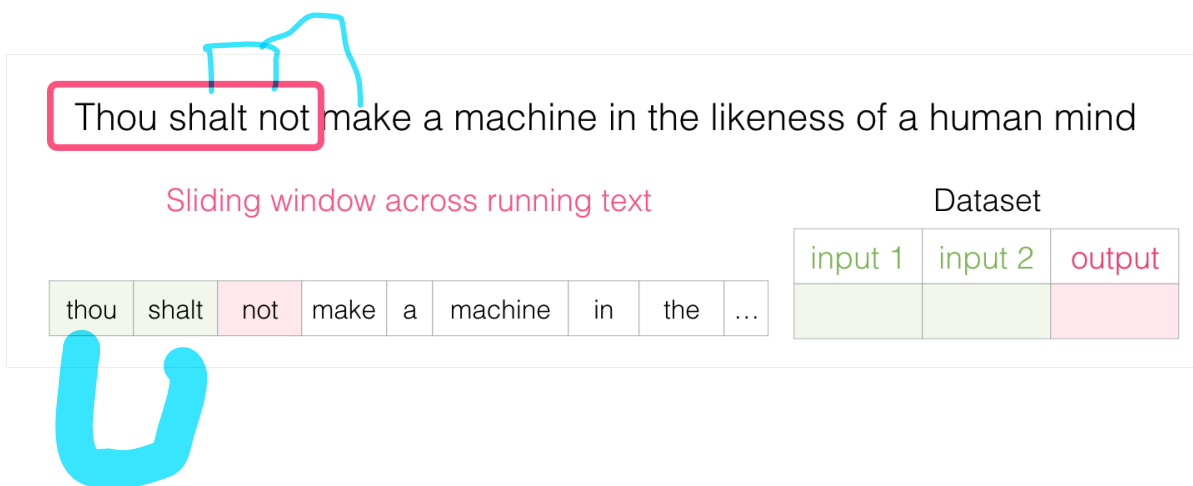 Thou shalt not make a machine in the likeness of a human mind
Sliding window across running text
Dataset
input 1 input 2 output
thou shalt not make a machine in the ...